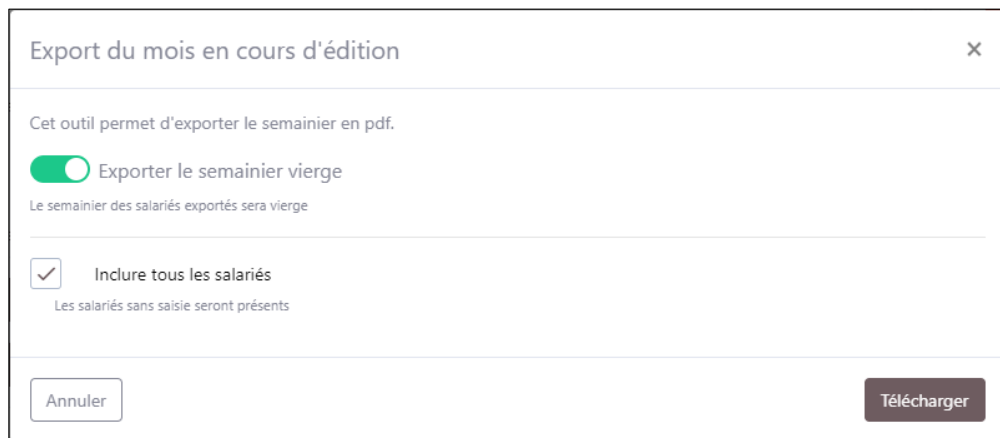 Export du mois en cours d'édition
Cet outil permet d'exporter le semainier en pdf.
Exporter le semainier vierge
Le semainier des salariés exportés sera vierge
Inclure tous les salariés
Les salariés sans saisie seront présents
Annuler
Télécharger